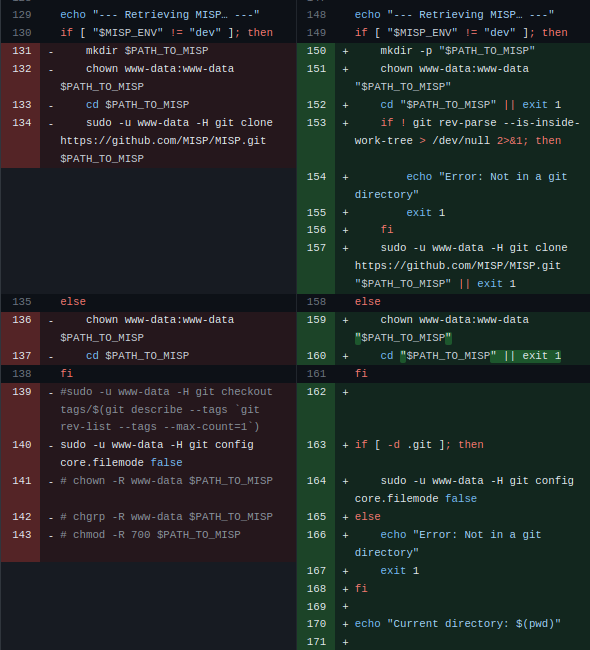 129 echo "--- Retrieving MISP… ---"
130 if [ "$MISP_ENV" != "dev" ]; then
131 - mkdir $PATH_TO_MISP
132 - chown www-data:www-data
$PATH_TO_MISP
133 - cd $PATH_TO_MISP
134 - sudo -u www-data -H git clone
https://github.com/MISP/MISP.git
$PATH_TO_MISP
135 else
136 - chown www-data:www-data
$PATH_TO_MISP
137 - cd $PATH_TO_MISP
138 fi
139 - #sudo -u www-data -H git checkout
tags/$(git describe --tags `git
rev-list --tags --max-count=1`)
140 - sudo -u www-data -H git config
core.filemode false
141 - # chown -R www-data $PATH_TO_MISP
142 - # chgrp -R www-data $PATH_TO_MISP
143 - # chmod -R 700 $PATH_TO_MISP
148 echo "--- Retrieving MISP… ---"
149 if [ "$MISP_ENV" != "dev" ]; then
150 + mkdir -p "$PATH_TO_MISP"
151 + chown www-data:www-data
"$PATH_TO_MISP"
152 + cd "$PATH_TO_MISP" || exit 1
153 + if ! git rev-parse --is-inside-
work-tree > /dev/null 2>&1; then
154 + echo "Error: Not in a git
directory"
155 + exit 1
156 + fi
157 + sudo -u www-data -H git clone
https://github.com/MISP/MISP.git
"$PATH_TO_MISP" || exit 1
158 else
159 + chown www-data:www-data
"$PATH_TO_MISP"
160 + cd "$PATH_TO_MISP" || exit 1
161 fi
162 +
163 + if [ -d .git ]; then
164 + sudo -u www-data -H git config
core.filemode false
165 + else
166 + echo "Error: Not in a git
directory"
167 + exit 1
168 + fi
169 +
170 + echo "Current directory: $(pwd)"
171 +